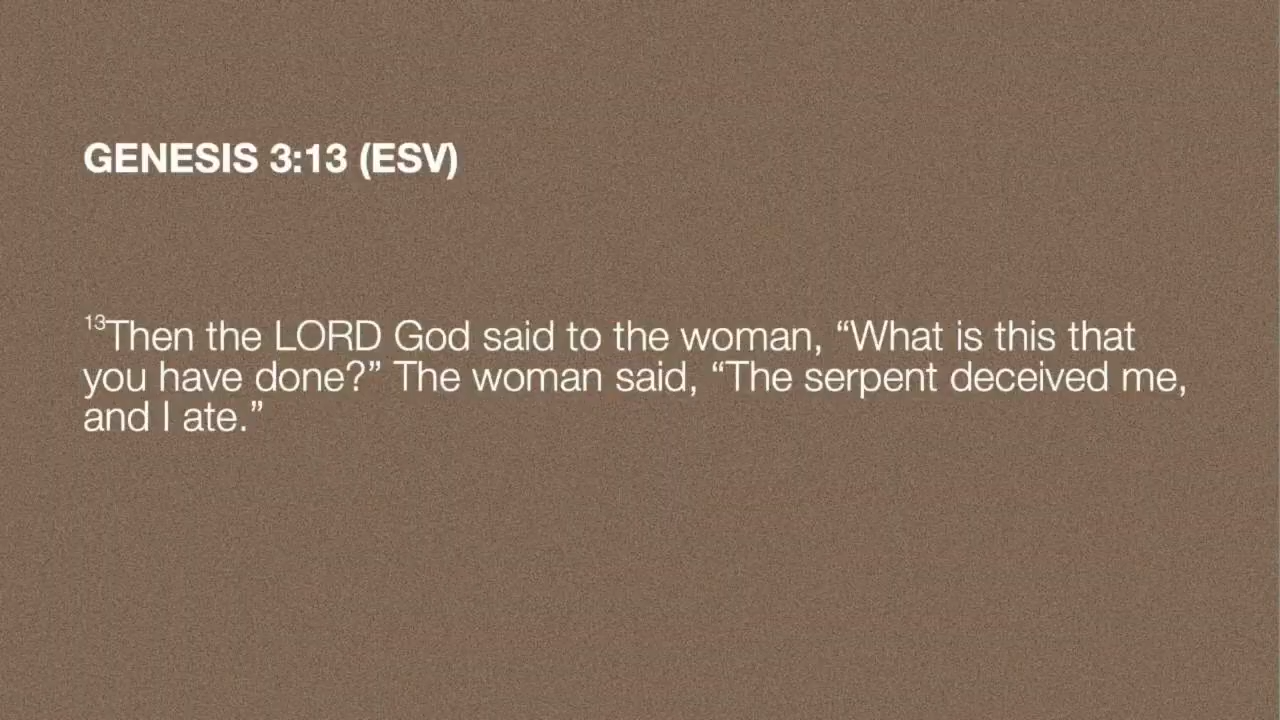 GENESIS 3:13 (ESV)
13Then the LORD God said to the woman, “What is this that
you have done?” The woman said, “The serpent deceived me,
and I ate.”